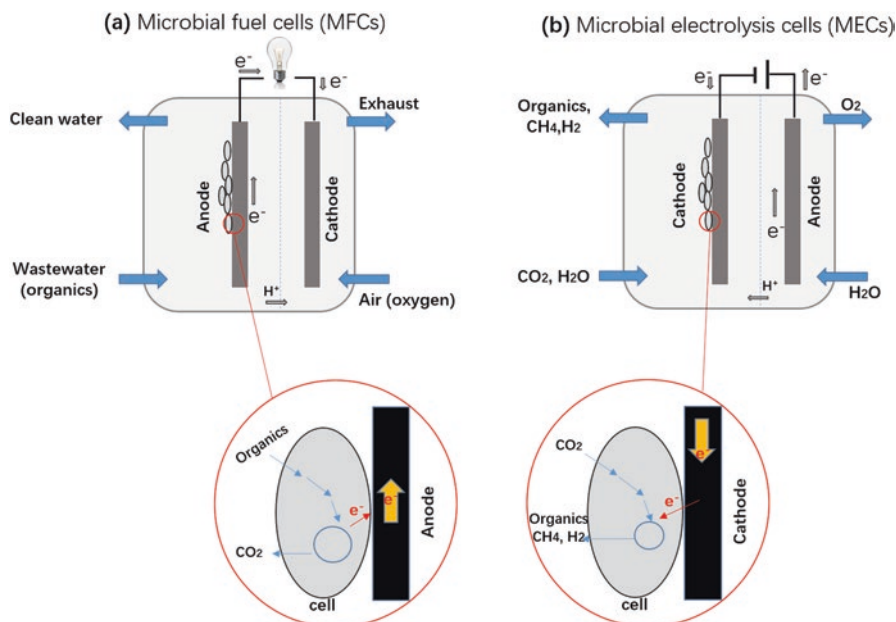 (a) Microbial fuel cells (MFCs)
e-
e-
Clean water
Exhaust
Anode
e-
Cathode
Wastewater
(organics)
H+
Air (oxygen)
Organics
e-
e-
CO2
Anode
cell
(b) Microbial electrolysis cells (MECs)
e-
e-
Organics,
CH4,H2
O2
Cathode
Anode
e-
CO2, H2O
H+
H2O
CO2
e-
e-
Organics
CH4, H2
Cathode
cell